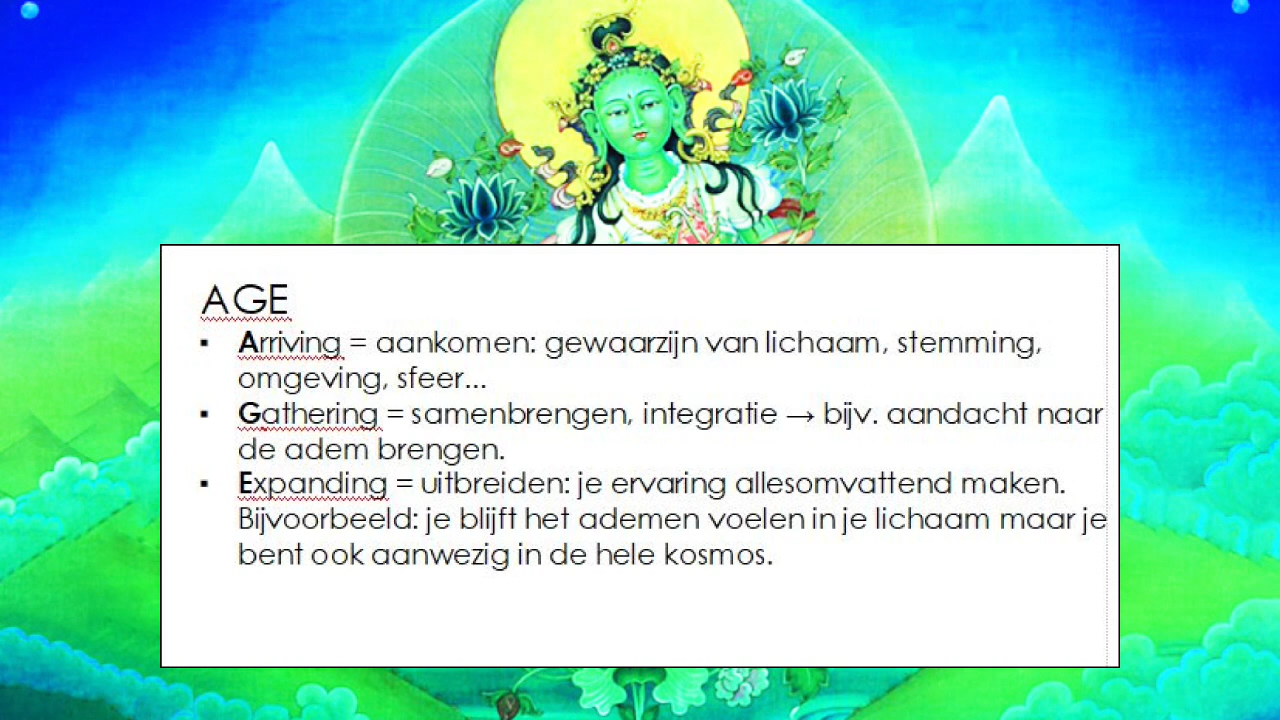 AGE
▪ Arriving = aankomen: gewaarzijn van lichaam, stemming,
omgeving, sfeer...
▪ Gathering = samenbrengen, integratie → bijv. aandacht naar
de adem brengen.
▪ Expanding = uitbreiden: je ervaring allesomvattend maken.
Bijvoorbeeld: je blijft het ademen voelen in je lichaam maar je
bent ook aanwezig in de hele kosmos.